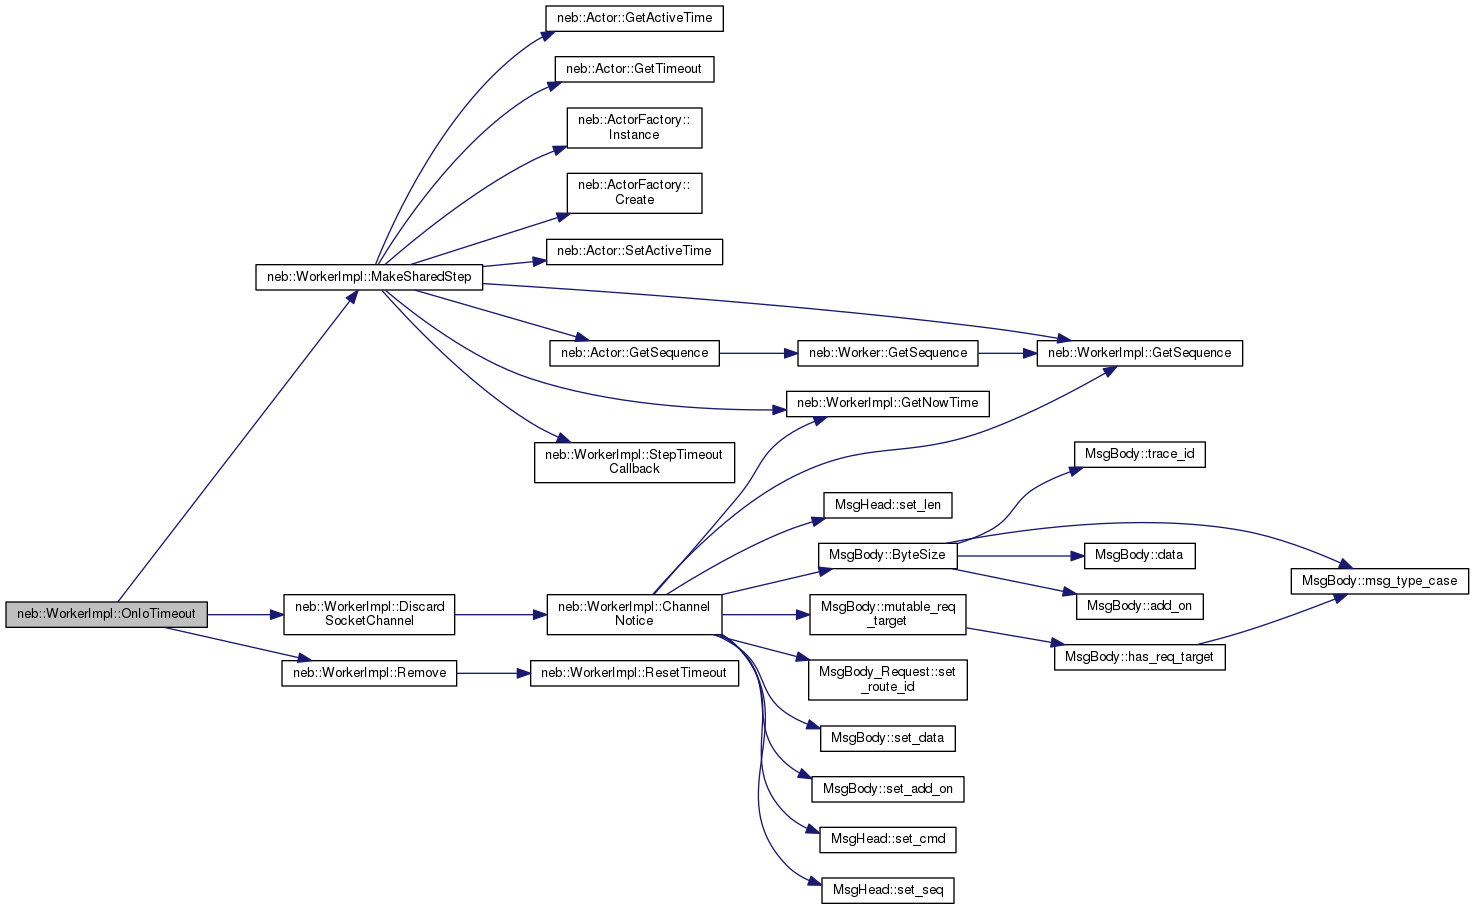 neb::Actor::GetActiveTime
neb::Actor::GetTimeout
neb::ActorFactory::
Instance
neb::ActorFactory::
Create
neb::Actor::SetActiveTime
neb::WorkerImpl::MakeSharedStep
neb::Actor::GetSequence
neb::Worker::GetSequence
neb::WorkerImpl::GetSequence
neb::WorkerImpl::GetNowTime
neb::WorkerImpl::StepTimeout
Callback
MsgBody::trace_id
MsgHead::set_len
MsgBody::ByteSize
MsgBody::data
MsgBody::msg_type_case
MsgBody::add_on
neb::WorkerImpl::OnIoTimeout
neb::WorkerImpl::Discard
SocketChannel
neb::WorkerImpl::Channel
Notice
MsgBody::mutable_req
_target
MsgBody::has_req_target
neb::WorkerImpl::Remove
neb::WorkerImpl::ResetTimeout
MsgBody_Request::set
_route_id
MsgBody::set_data
MsgBody::set_add_on
MsgHead::set_cmd
MsgHead::set_seq